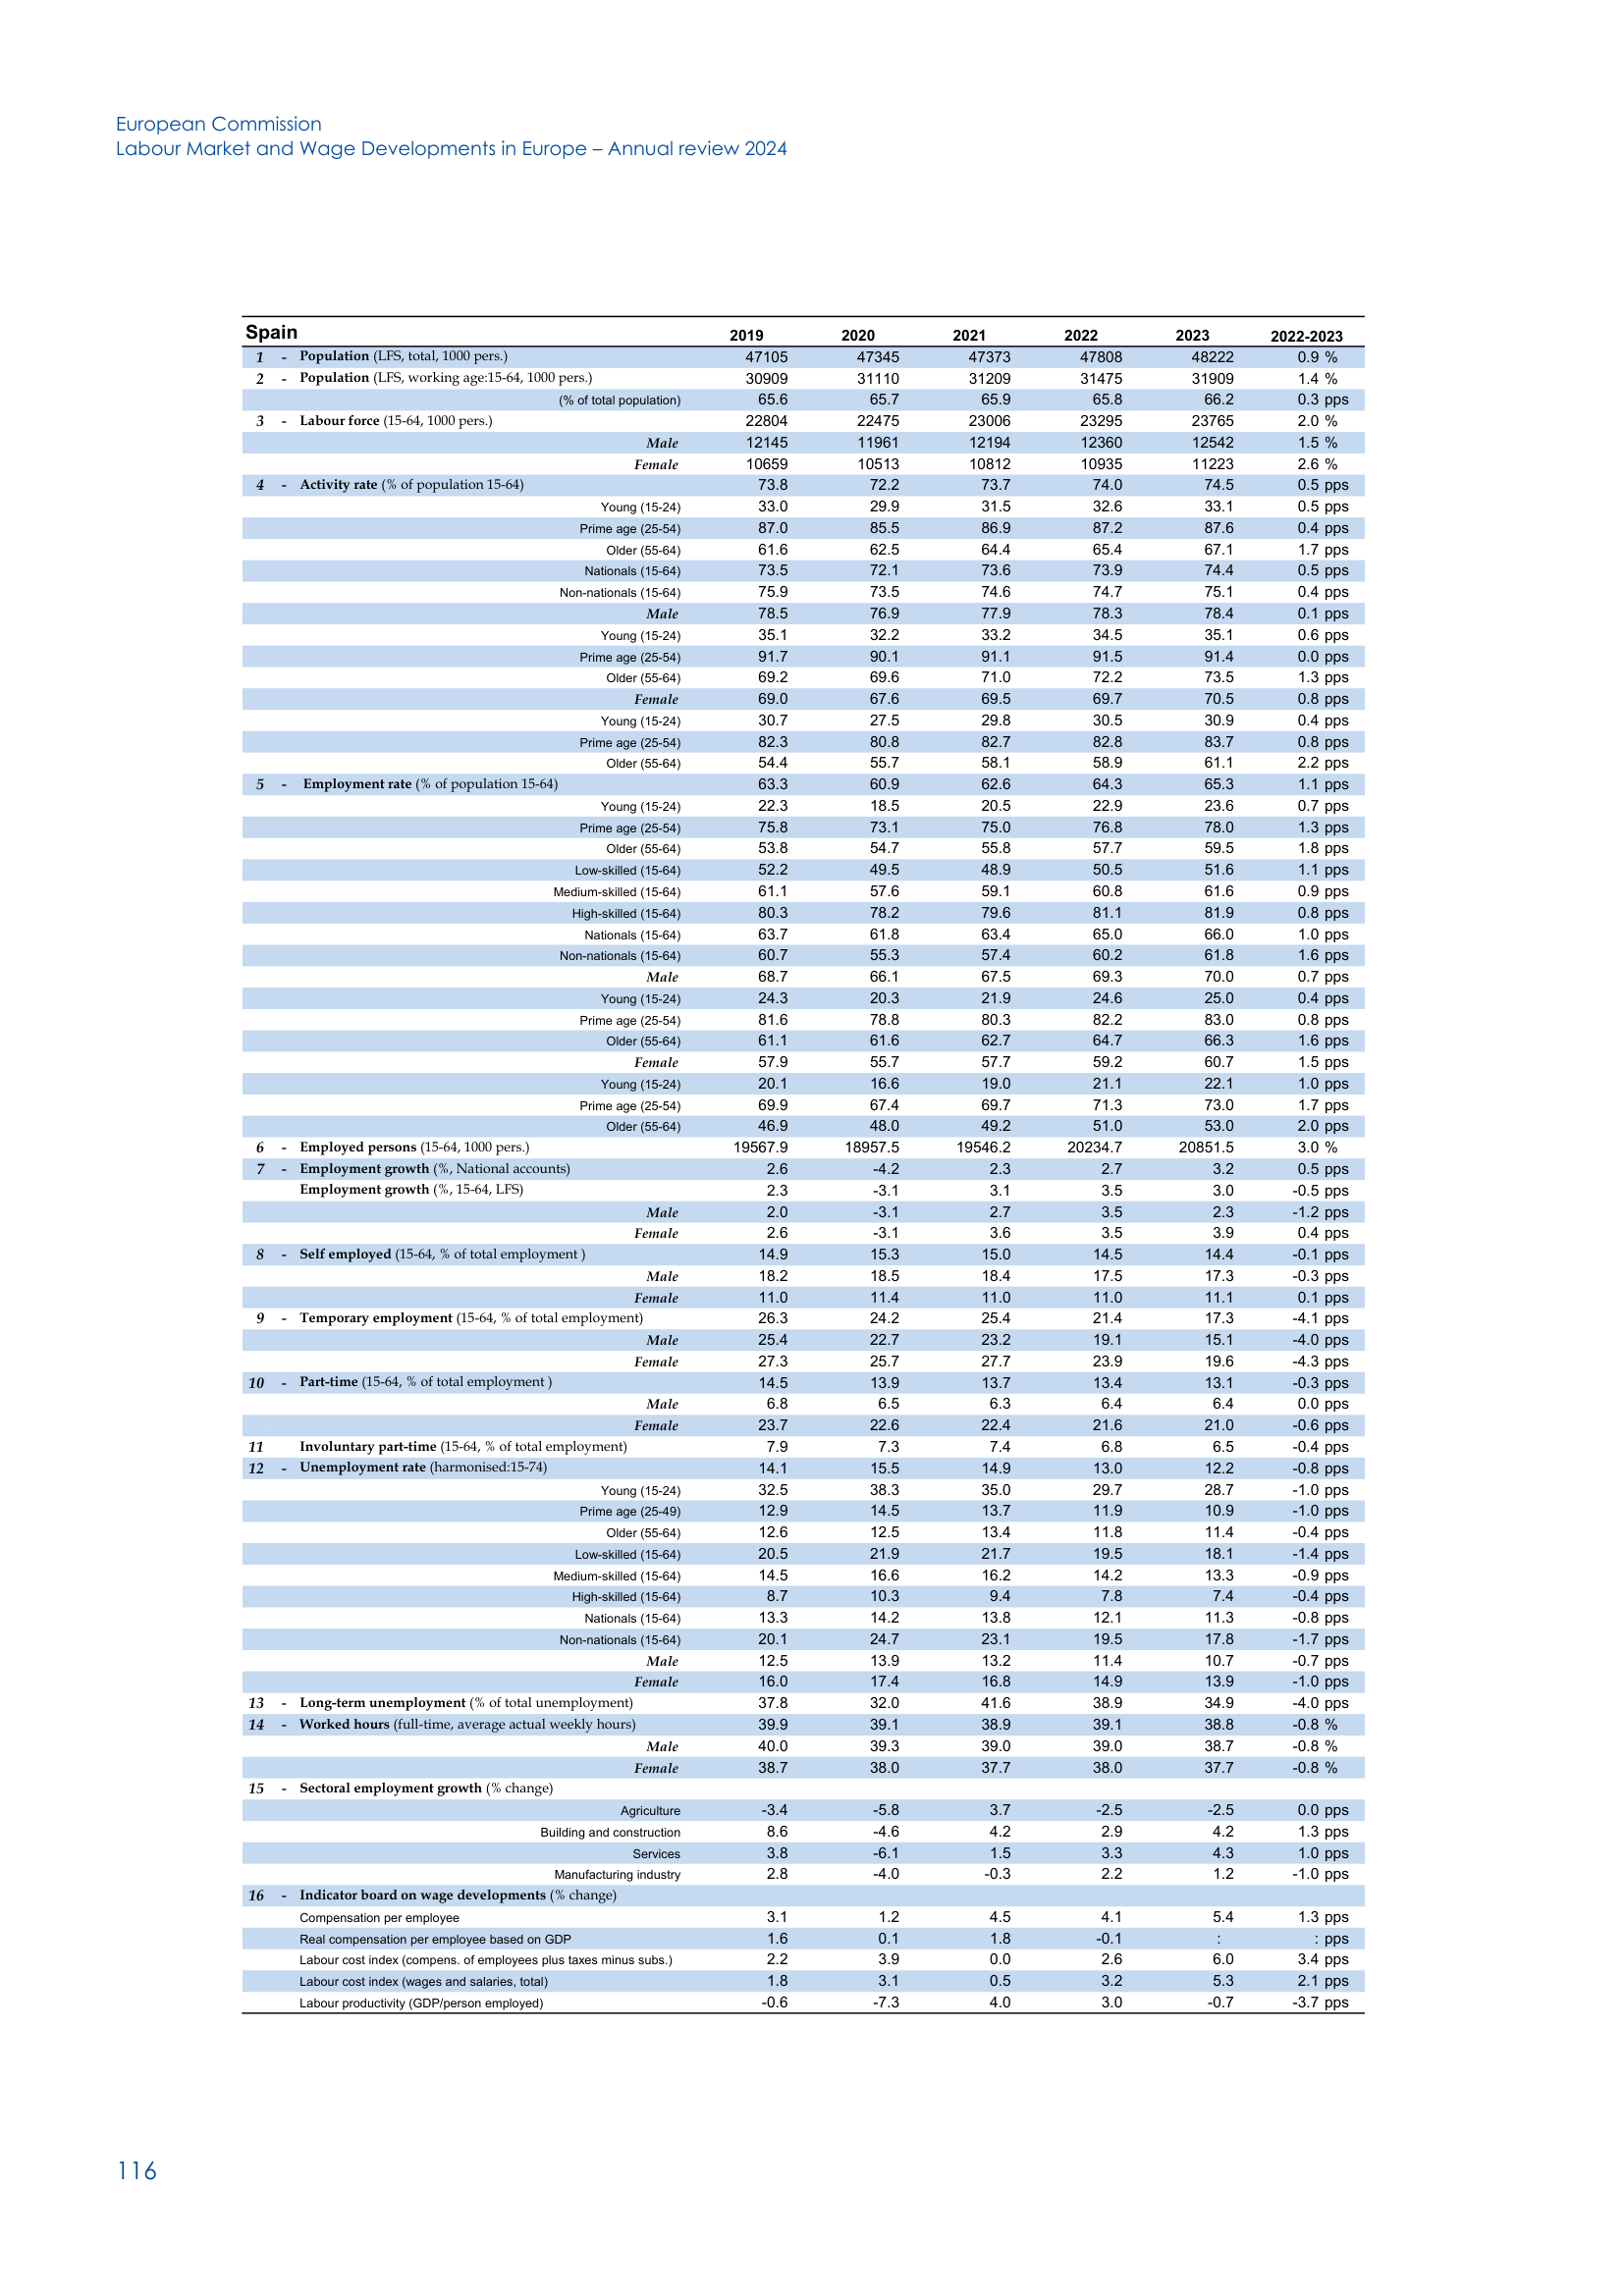 European Commission
Labour Market and Wage Developments in Europe – Annual review 2024
Spain 2019 2020 2021 2022 2023 2022-2023
1 - Population (LFS, total, 1000 pers.) 47105 47345 47373 47808 48222 0.9 %
2 - Population (LFS, working age:15-64, 1000 pers.) 30909 31110 31209 31475 31909 1.4 %
(% of total population) 65.6 65.7 65.9 65.8 66.2 0.3 pps
3 - Labour force (15-64, 1000 pers.) 22804 22475 23006 23295 23765 2.0 %
Male 12145 11961 12194 12360 12542 1.5 %
Female 10659 10513 10812 10935 11223 2.6 %
4 - Activity rate (% of population 15-64) 73.8 72.2 73.7 74.0 74.5 0.5 pps
Young (15-24) 33.0 29.9 31.5 32.6 33.1 0.5 pps
Prime age (25-54) 87.0 85.5 86.9 87.2 87.6 0.4 pps
Older (55-64) 61.6 62.5 64.4 65.4 67.1 1.7 pps
Nationals (15-64) 73.5 72.1 73.6 73.9 74.4 0.5 pps
Non-nationals (15-64) 75.9 73.5 74.6 74.7 75.1 0.4 pps
Male 78.5 76.9 77.9 78.3 78.4 0.1 pps
Young (15-24) 35.1 32.2 33.2 34.5 35.1 0.6 pps
Prime age (25-54) 91.7 90.1 91.1 91.5 91.4 0.0 pps
Older (55-64) 69.2 69.6 71.0 72.2 73.5 1.3 pps
Female 69.0 67.6 69.5 69.7 70.5 0.8 pps
Young (15-24) 30.7 27.5 29.8 30.5 30.9 0.4 pps
Prime age (25-54) 82.3 80.8 82.7 82.8 83.7 0.8 pps
Older (55-64) 54.4 55.7 58.1 58.9 61.1 2.2 pps
5 - Employment rate (% of population 15-64) 63.3 60.9 62.6 64.3 65.3 1.1 pps
Young (15-24) 22.3 18.5 20.5 22.9 23.6 0.7 pps
Prime age (25-54) 75.8 73.1 75.0 76.8 78.0 1.3 pps
Older (55-64) 53.8 54.7 55.8 57.7 59.5 1.8 pps
Low-skilled (15-64) 52.2 49.5 48.9 50.5 51.6 1.1 pps
Medium-skilled (15-64) 61.1 57.6 59.1 60.8 61.6 0.9 pps
High-skilled (15-64) 80.3 78.2 79.6 81.1 81.9 0.8 pps
Nationals (15-64) 63.7 61.8 63.4 65.0 66.0 1.0 pps
Non-nationals (15-64) 60.7 55.3 57.4 60.2 61.8 1.6 pps
Male 68.7 66.1 67.5 69.3 70.0 0.7 pps
Young (15-24) 24.3 20.3 21.9 24.6 25.0 0.4 pps
Prime age (25-54) 81.6 78.8 80.3 82.2 83.0 0.8 pps
Older (55-64) 61.1 61.6 62.7 64.7 66.3 1.6 pps
Female 57.9 55.7 57.7 59.2 60.7 1.5 pps
Young (15-24) 20.1 16.6 19.0 21.1 22.1 1.0 pps
Prime age (25-54) 69.9 67.4 69.7 71.3 73.0 1.7 pps
Older (55-64) 46.9 48.0 49.2 51.0 53.0 2.0 pps
6 - Employed persons (15-64, 1000 pers.) 19567.9 18957.5 19546.2 20234.7 20851.5 3.0 %
7 - Employment growth (%, National accounts) 2.6 -4.2 2.3 2.7 3.2 0.5 pps
Employment growth (%, 15-64, LFS) 2.3 -3.1 3.1 3.5 3.0 -0.5 pps
Male 2.0 -3.1 2.7 3.5 2.3 -1.2 pps
Female 2.6 -3.1 3.6 3.5 3.9 0.4 pps
8 - Self employed (15-64, % of total employment ) 14.9 15.3 15.0 14.5 14.4 -0.1 pps
Male 18.2 18.5 18.4 17.5 17.3 -0.3 pps
Female 11.0 11.4 11.0 11.0 11.1 0.1 pps
9 - Temporary employment (15-64, % of total employment) 26.3 24.2 25.4 21.4 17.3 -4.1 pps
Male 25.4 22.7 23.2 19.1 15.1 -4.0 pps
Female 27.3 25.7 27.7 23.9 19.6 -4.3 pps
10 - Part-time (15-64, % of total employment ) 14.5 13.9 13.7 13.4 13.1 -0.3 pps
Male 6.8 6.5 6.3 6.4 6.4 0.0 pps
Female 23.7 22.6 22.4 21.6 21.0 -0.6 pps
11 Involuntary part-time (15-64, % of total employment) 7.9 7.3 7.4 6.8 6.5 -0.4 pps
12 - Unemployment rate (harmonised:15-74) 14.1 15.5 14.9 13.0 12.2 -0.8 pps
Young (15-24) 32.5 38.3 35.0 29.7 28.7 -1.0 pps
Prime age (25-49) 12.9 14.5 13.7 11.9 10.9 -1.0 pps
Older (55-64) 12.6 12.5 13.4 11.8 11.4 -0.4 pps
Low-skilled (15-64) 20.5 21.9 21.7 19.5 18.1 -1.4 pps
Medium-skilled (15-64) 14.5 16.6 16.2 14.2 13.3 -0.9 pps
High-skilled (15-64) 8.7 10.3 9.4 7.8 7.4 -0.4 pps
Nationals (15-64) 13.3 14.2 13.8 12.1 11.3 -0.8 pps
Non-nationals (15-64) 20.1 24.7 23.1 19.5 17.8 -1.7 pps
Male 12.5 13.9 13.2 11.4 10.7 -0.7 pps
Female 16.0 17.4 16.8 14.9 13.9 -1.0 pps
13 - Long-term unemployment (% of total unemployment) 37.8 32.0 41.6 38.9 34.9 -4.0 pps
14 - Worked hours (full-time, average actual weekly hours) 39.9 39.1 38.9 39.1 38.8 -0.8 %
Male 40.0 39.3 39.0 39.0 38.7 -0.8 %
Female 38.7 38.0 37.7 38.0 37.7 -0.8 %
15 - Sectoral employment growth (% change)
Agriculture -3.4 -5.8 3.7 -2.5 -2.5 0.0 pps
Building and construction 8.6 -4.6 4.2 2.9 4.2 1.3 pps
Services 3.8 -6.1 1.5 3.3 4.3 1.0 pps
Manufacturing industry 2.8 -4.0 -0.3 2.2 1.2 -1.0 pps
16 - Indicator board on wage developments (% change)
Compensation per employee 3.1 1.2 4.5 4.1 5.4 1.3 pps
Real compensation per employee based on GDP 1.6 0.1 1.8 -0.1 : : pps
Labour cost index (compens. of employees plus taxes minus subs.) 2.2 3.9 0.0 2.6 6.0 3.4 pps
Labour cost index (wages and salaries, total) 1.8 3.1 0.5 3.2 5.3 2.1 pps
Labour productivity (GDP/person employed) -0.6 -7.3 4.0 3.0 -0.7 -3.7 pps
116